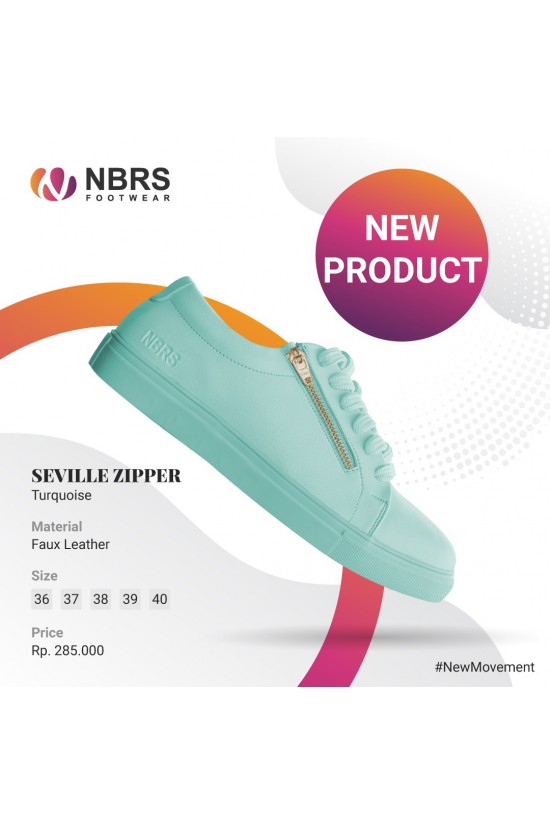 NBRS
FOOTWEAR
NEW
PRODUCT
NBRS
SEVILLE ZIPPER
Turquoise
Material
Faux Leather
Size
36 37 38 39 40
Price
Rp. 285.000
#NewMovement